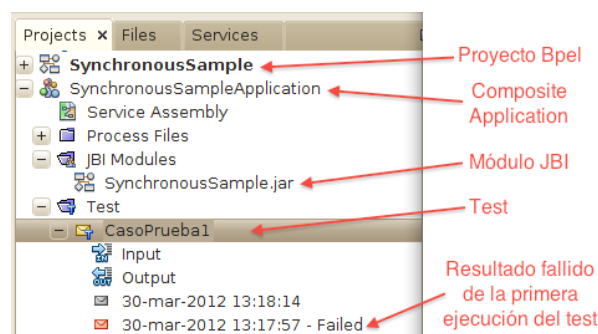 Projects x Files Services
SynchronousSample
Proyecto Bpel
SynchronousSampleApplication
Composite
Application
Service Assembly
Process Files
JBI Modules
Módulo JBI
SynchronousSample.jar
Test
Test
CasoPrueba1
Input
Output
Resultado fallido
de la primera
ejecución del test
30-mar-2012 13:18:14
30-mar-2012 13:17:57 - Failed